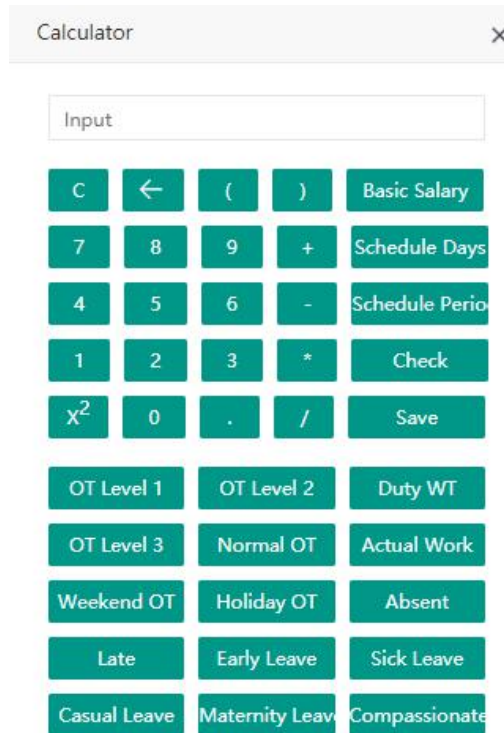 Calculator ×
Input
C ← ( ) Basic Salary
7 8 9 + Schedule Days
4 5 6 - Schedule Perio
1 2 3 * Check
X² 0 . / Save
OT Level 1 OT Level 2 Duty WT
OT Level 3 Normal OT Actual Work
Weekend OT Holiday OT Absent
Late Early Leave Sick Leave
Casual Leave Maternity Leav Compassionate